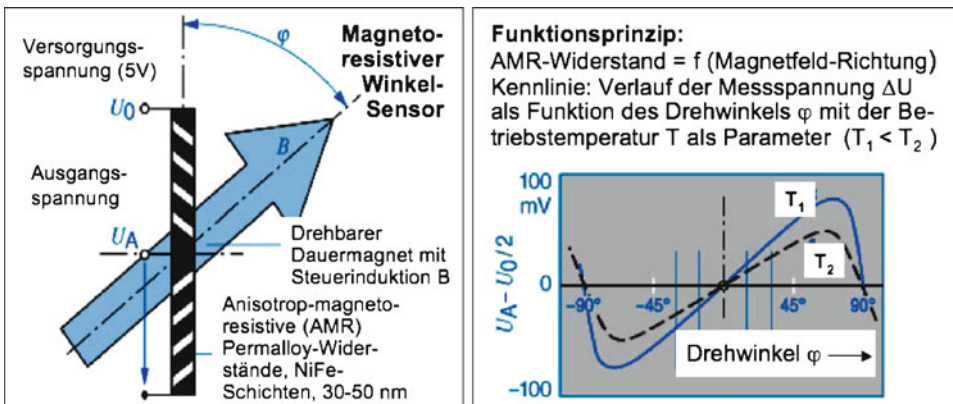 Versorgungs-
spannung (5V)
φ
Magneto-
resistiver
Winkel-
Sensor
U0
B
Ausgangs-
spannung
UA
Drehbarer
Dauermagnet mit
Steuerinduktion B
Anisotrop-magneto-
resistive (AMR)
Permalloy-Wider-
stände, NiFe-
Schichten, 30-50 nm
Funktionsprinzip:
AMR-Widerstand = f (Magnetfeld-Richtung)
Kennlinie: Verlauf der Messspannung ΔU
als Funktion des Drehwinkels φ mit der Be-
triebstemperatur T als Parameter (T1 < T2)
100
mV
T1
T2
UA – U0/2
0
−90° −45° 45° 90°
Drehwinkel φ →
−100